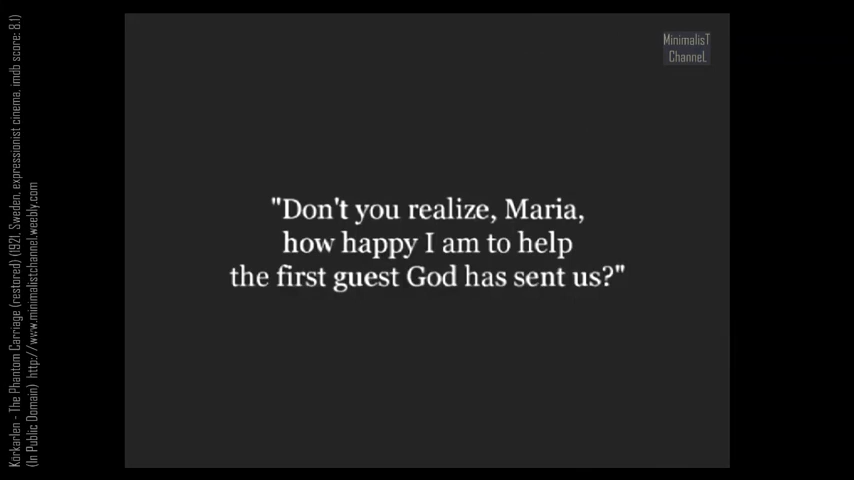 Körkarlen - The Phantom Carriage (restored) (1921, Sweden, expressionist cinema, imdb score: 8.1)
(In Public Domain) http://www.minimalistchannel.weebly.com
MinimalisT
ChanneL
"Don't you realize, Maria,
how happy I am to help
the first guest God has sent us?"